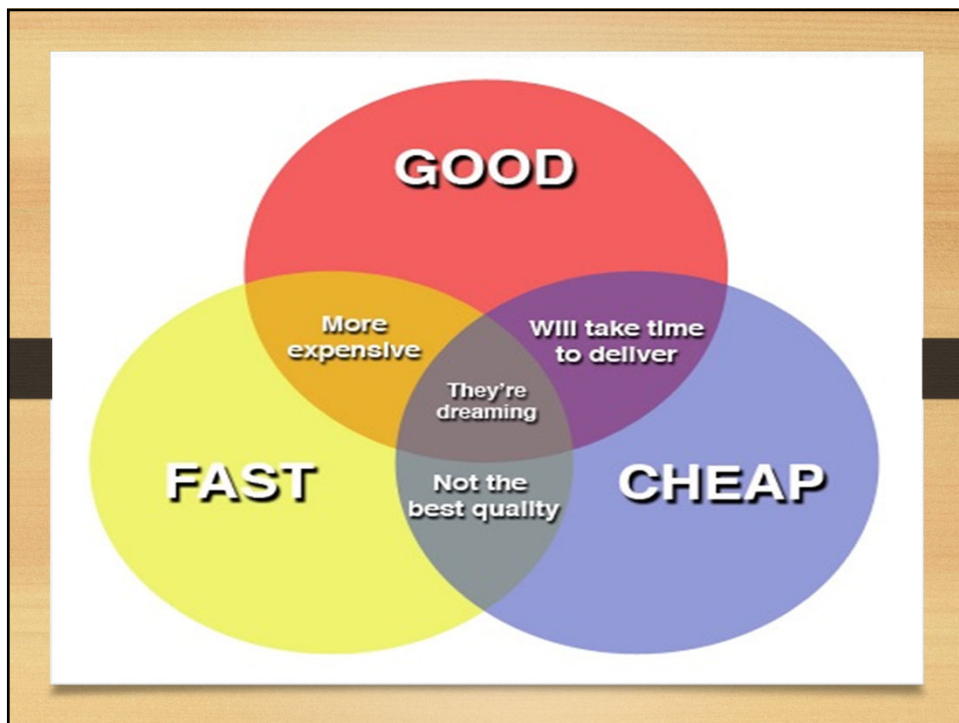 GOOD
More
expensive
Will take time
to deliver
They're
dreaming
FAST
Not the
best quality
CHEAP